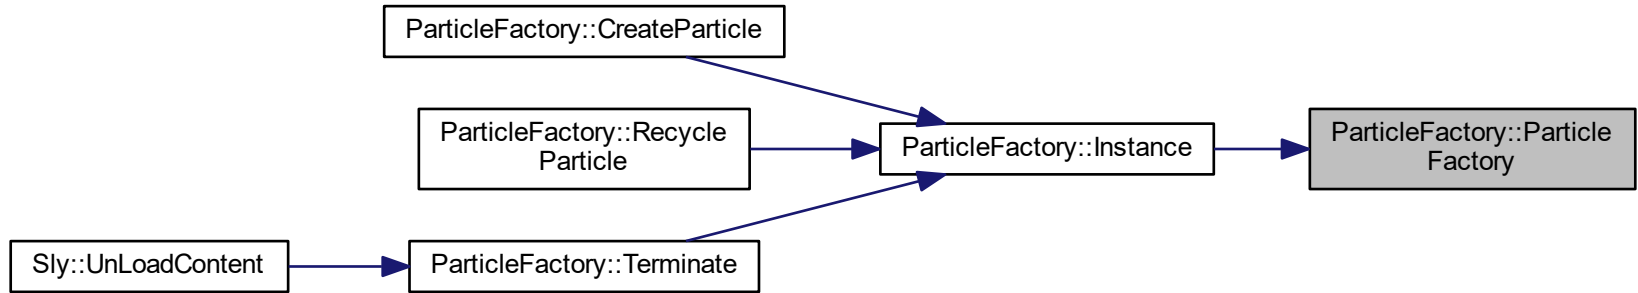 ParticleFactory::CreateParticle
ParticleFactory::Recycle
Particle
ParticleFactory::Instance
ParticleFactory::Particle
Factory
Sly::UnLoadContent
ParticleFactory::Terminate